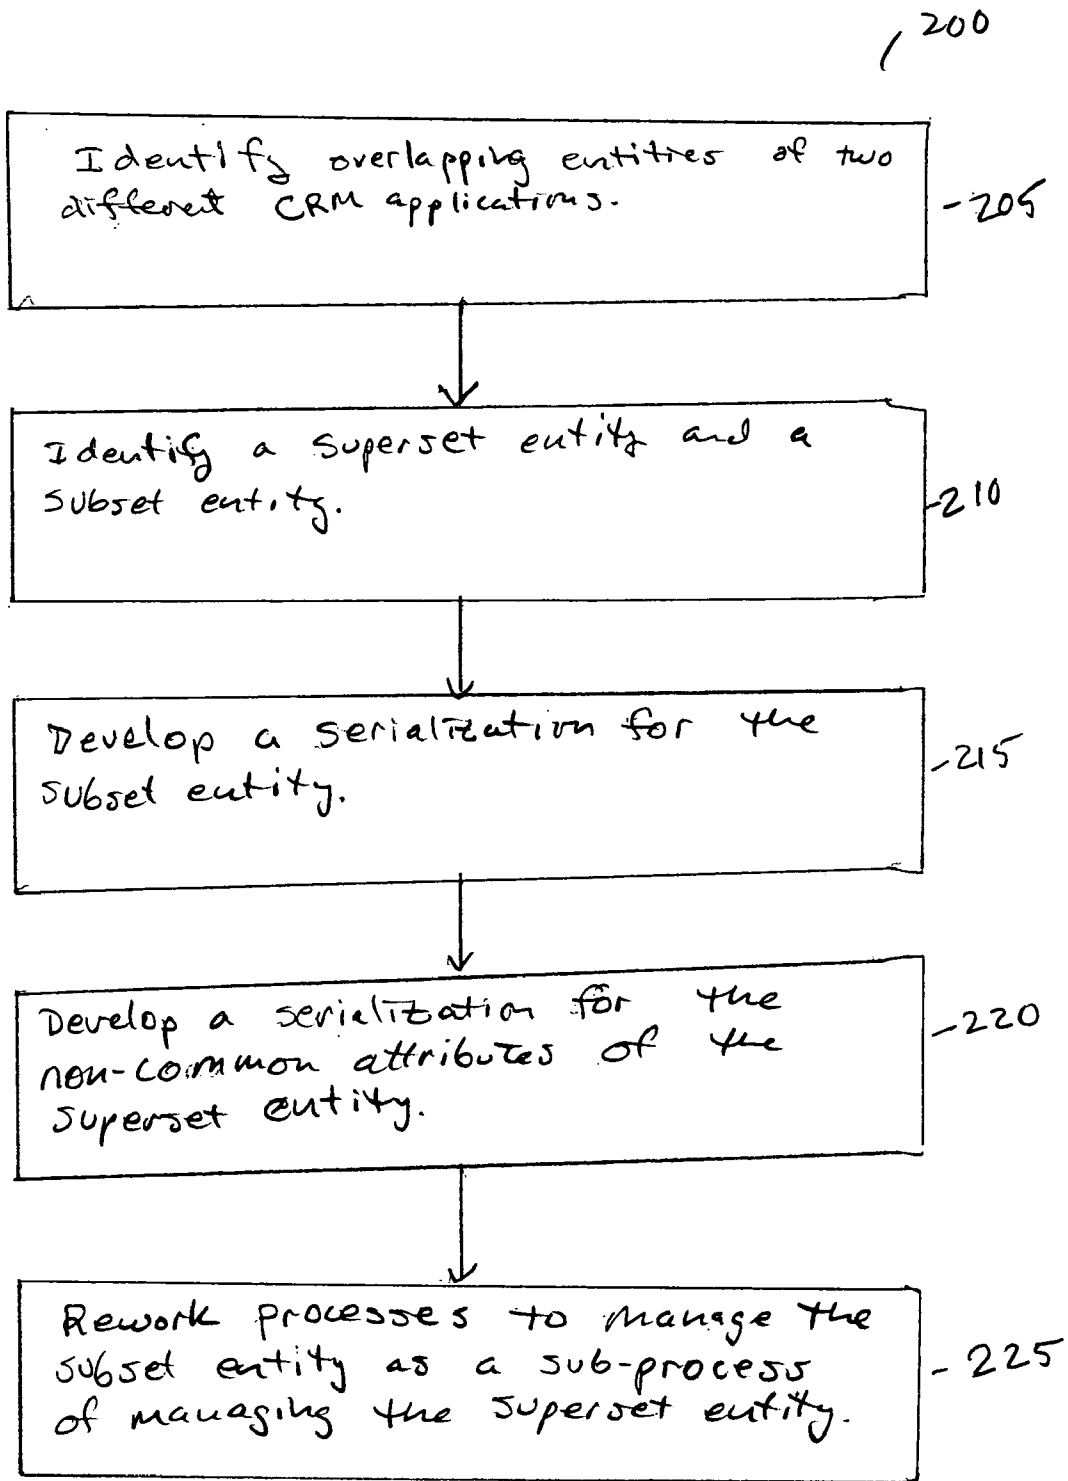 200
Identify overlapping entities of two
different CRM applications.
-205
Identify a superset entity and a
subset entity.
-210
Develop a serialization for the
subset entity.
-215
Develop a serialization for the
non-common attributes of the
superset entity.
-220
Rework processes to manage the
subset entity as a sub-process
of managing the superset entity.
-225